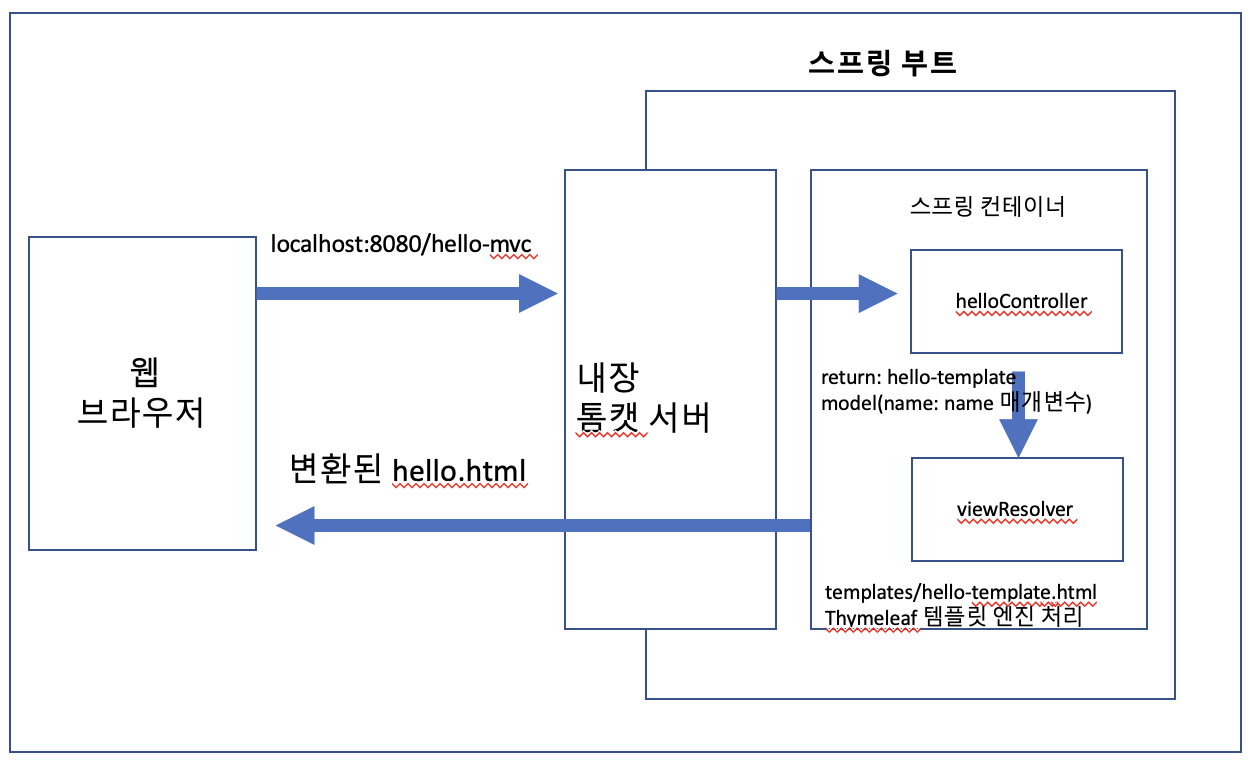 스프링 부트
스프링 컨테이너
localhost:8080/hello-mvc
helloController
웹
브라우저
내장
톰캣 서버
return: hello-template
model(name: name 매개변수)
변환된 hello.html
viewResolver
templates/hello-template.html
Thymeleaf 템플릿 엔진 처리